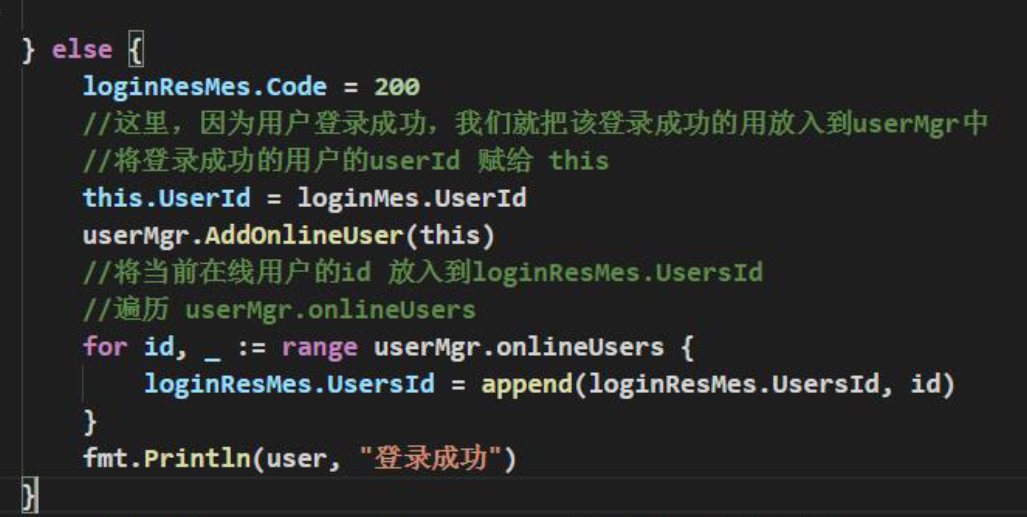 } else {
    loginResMes.Code = 200
    //这里，因为用户登录成功，我们就把该登录成功的用放入到userMgr中
    //将登录成功的用户的userId 赋给 this
    this.UserId = loginMes.UserId
    userMgr.AddOnlineUser(this)
    //将当前在线用户的id 放入到loginResMes.UsersId
    //遍历 userMgr.onlineUsers
    for id, _ := range userMgr.onlineUsers {
        loginResMes.UsersId = append(loginResMes.UsersId, id)
    }
    fmt.Println(user, "登录成功")
}